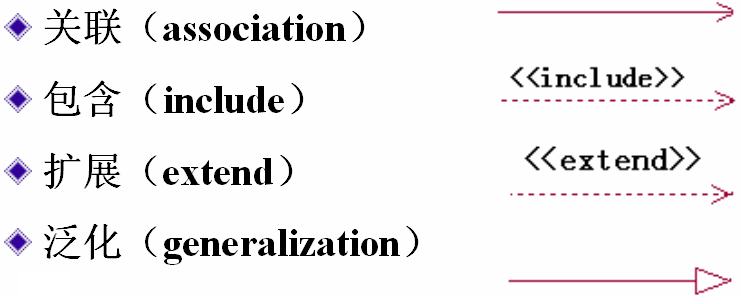 关联（association）
<<include>>
包含（include）
<<extend>>
扩展（extend）
泛化（generalization）